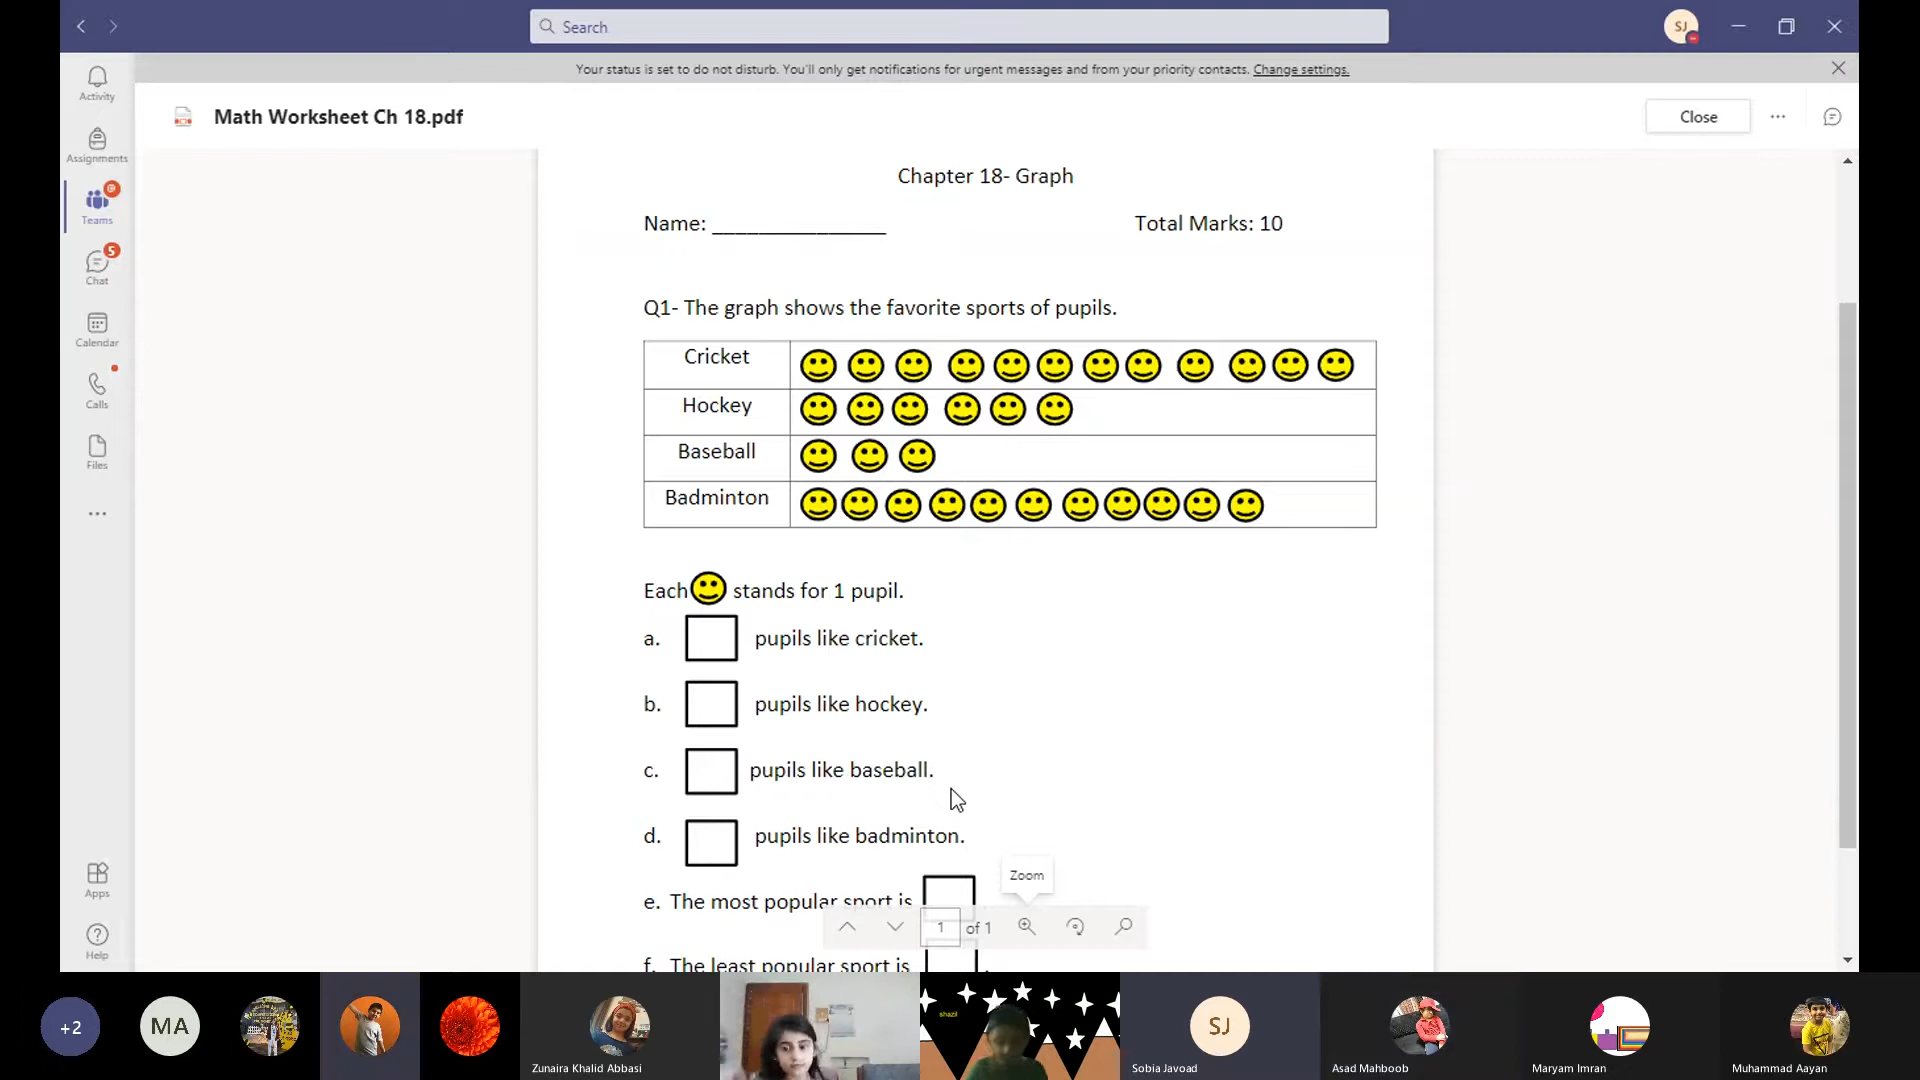 Search
SJ
Your status is set to do not disturb. You'll only get notifications for urgent messages and from your priority contacts. Change settings.
Activity
Math Worksheet Ch 18.pdf
Close
Assignments
Teams
Chat
5
Calendar
Calls
Files
Apps
Help
Chapter 18- Graph
Name: _______________ Total Marks: 10
Q1- The graph shows the favorite sports of pupils.
Cricket
Hockey
Baseball
Badminton
Each stands for 1 pupil.
a. pupils like cricket.
b. pupils like hockey.
c. pupils like baseball.
d. pupils like badminton.
Zoom
e. The most popular sport is
1 of 1
f. The least popular sport is .
+2
MA
shazil
SJ
Zunaira Khalid Abbasi
Sobia Javoad
Asad Mahboob
Maryam Imran
Muhammad Aayan